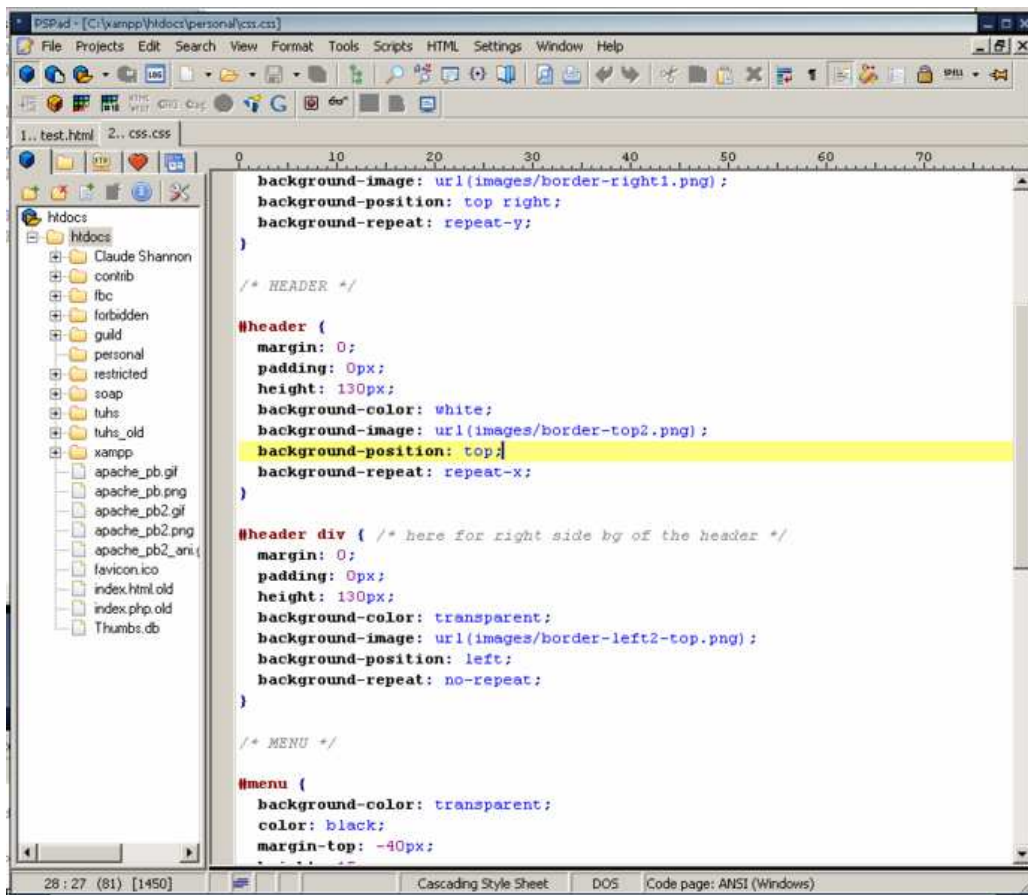 PSPad - [C:\xampp\htdocs\personal\css.css]
File Projects Edit Search View Format Tools Scripts HTML Settings Window Help
1.. test.html 2.. css.css
0 10 20 30 40 50 60 70
htdocs
htdocs
Claude Shannon
contrib
fbc
forbidden
guild
personal
restricted
soap
tuhs
tuhs_old
xampp
apache_pb.gif
apache_pb.png
apache_pb2.gif
apache_pb2.png
apache_pb2_ani.
favicon.ico
index.html.old
index.php.old
Thumbs.db
background-image: url(images/border-right1.png);
background-position: top right;
background-repeat: repeat-y;
}
/* HEADER */
#header {
margin: 0;
padding: 0px;
height: 130px;
background-color: white;
background-image: url(images/border-top2.png);
background-position: top;
background-repeat: repeat-x;
}
#header div { /* here for right side bg of the header */
margin: 0;
padding: 0px;
height: 130px;
background-color: transparent;
background-image: url(images/border-left2-top.png);
background-position: left;
background-repeat: no-repeat;
}
/* MENU */
#menu {
background-color: transparent;
color: black;
margin-top: -40px;
28:27 (81) [1450] Cascading Style Sheet DOS Code page: ANSI (Windows)